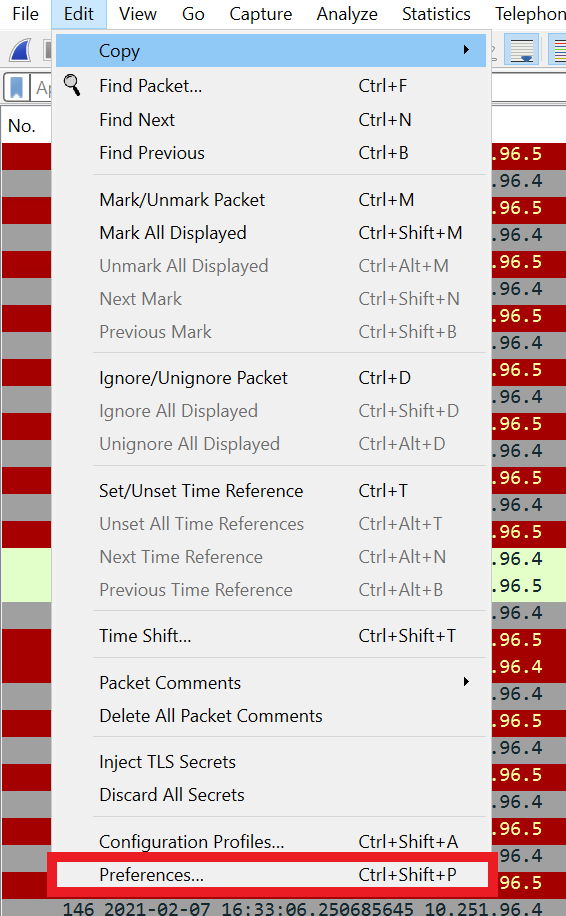 File Edit View Go Capture Analyze Statistics Telephon
Copy
Find Packet... Ctrl+F
No.
Find Next Ctrl+N
Find Previous Ctrl+B
.96.5
.96.4
Mark/Unmark Packet Ctrl+M
.96.5
Mark All Displayed Ctrl+Shift+M
.96.4
Unmark All Displayed Ctrl+Alt+M
.96.5
Next Mark Ctrl+Shift+N
.96.4
Previous Mark Ctrl+Shift+B
.96.5
.96.4
Ignore/Unignore Packet Ctrl+D
.96.5
Ignore All Displayed Ctrl+Shift+D
.96.4
Unignore All Displayed Ctrl+Alt+D
.96.5
.96.4
Set/Unset Time Reference Ctrl+T
.96.5
.96.4
Unset All Time References Ctrl+Alt+T
.96.5
Next Time Reference Ctrl+Alt+N
.96.4
Previous Time Reference Ctrl+Alt+B
.96.5
.96.4
Time Shift... Ctrl+Shift+T
.96.5
.96.4
Packet Comments
.96.4
Delete All Packet Comments
.96.5
.96.4
Inject TLS Secrets
.96.5
Discard All Secrets
.96.4
.96.5
Configuration Profiles... Ctrl+Shift+A
.96.4
Preferences... Ctrl+Shift+P
.96.5
146 2021-02-07 16:33:06.250685645 10.251.96.4